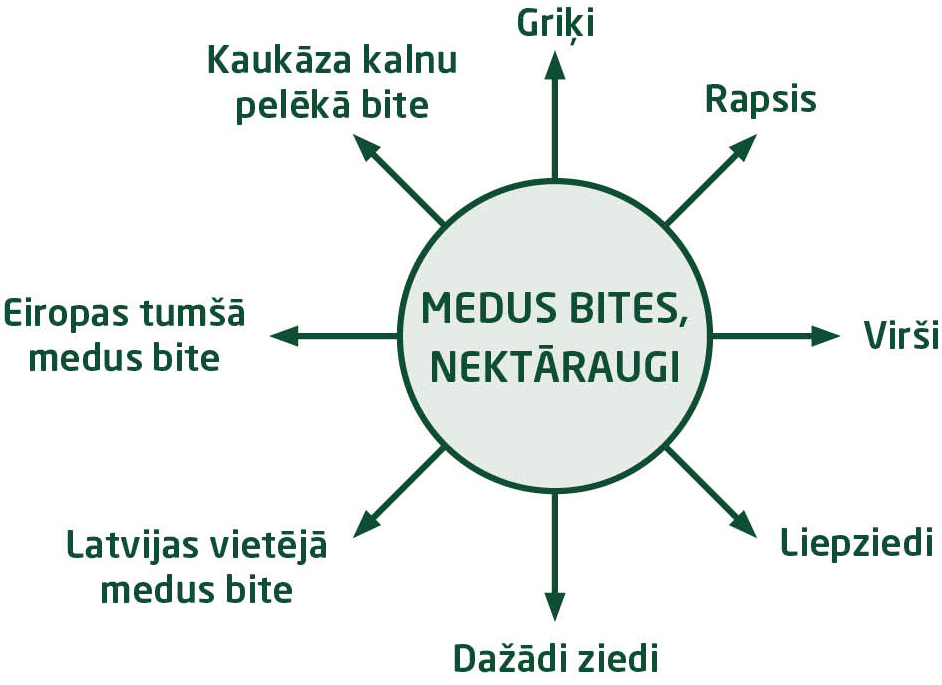 Griķi
Kaukāza kalnu
pelēkā bite
Rapsis
MEDUS BITES,
NEKTĀRAUGI
Eiropas tumšā
medus bite
Virši
Latvijas vietējā
medus bite
Liepziedi
Dažādi ziedi